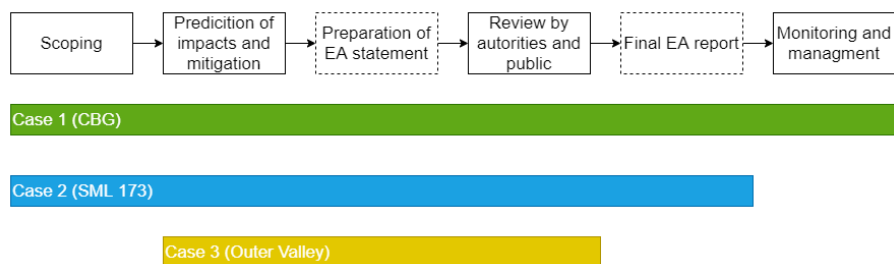 Scoping
Predicition of
impacts and
mitigation
Preparation of
EA statement
Review by
autorities and
public
Final EA report
Monitoring and
managment
Case 1 (CBG)
Case 2 (SML 173)
Case 3 (Outer Valley)